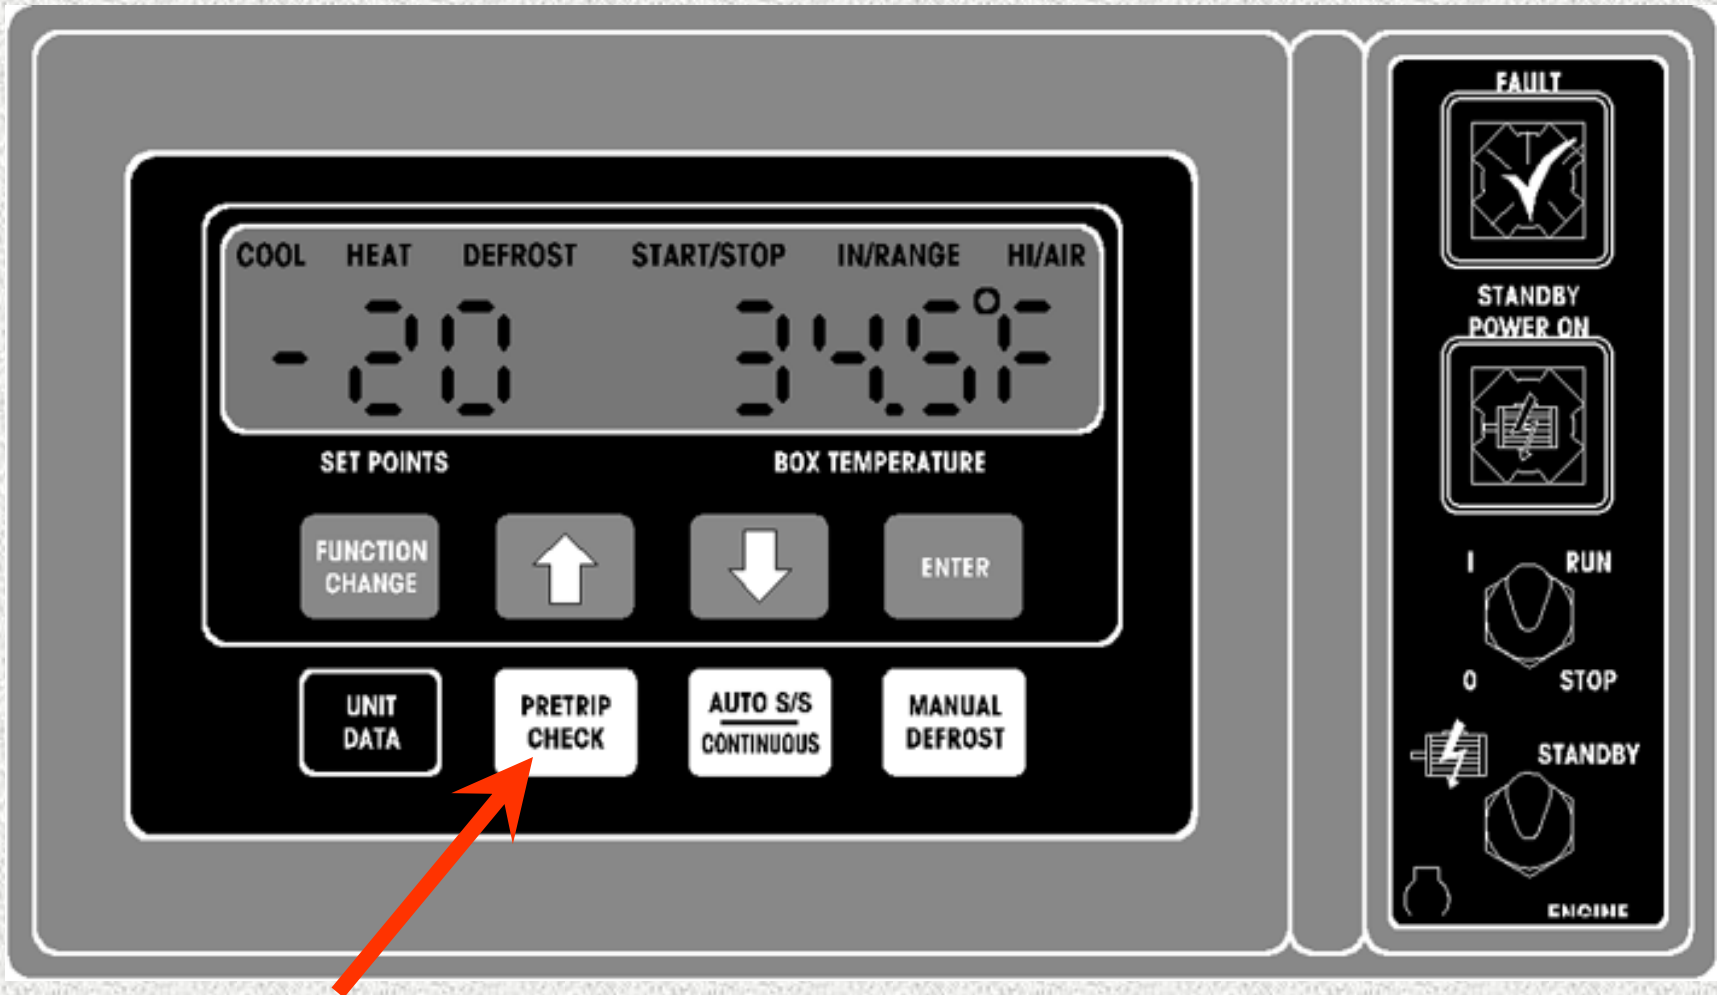 COOL HEAT DEFROST START/STOP IN/RANGE HI/AIR
-20 34.5°F
SET POINTS BOX TEMPERATURE
FUNCTION
CHANGE
ENTER
UNIT
DATA
PRETRIP
CHECK
AUTO S/S
CONTINUOUS
MANUAL
DEFROST
FAULT
STANDBY
POWER ON
I RUN
0 STOP
STANDBY
ENGINE